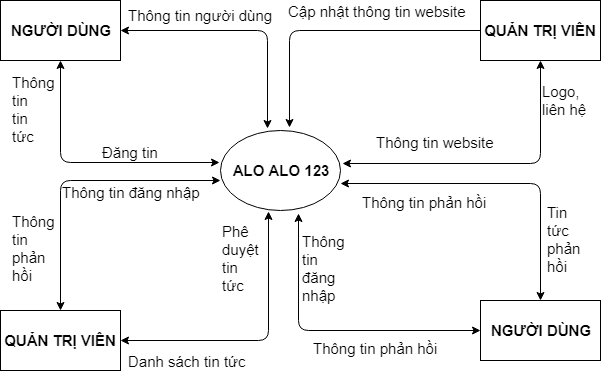 NGƯỜI DÙNG
Thông tin người dùng
Cập nhật thông tin website
QUẢN TRỊ VIÊN
Thông
tin
tin
tức
Logo,
liên hệ
Đăng tin
Thông tin website
ALO ALO 123
Thông tin đăng nhập
Thông tin phản hồi
Thông
tin
phản
hồi
Phê
duyệt
tin
tức
Thông
tin
đăng
nhập
Tin
tức
phản
hồi
QUẢN TRỊ VIÊN
NGƯỜI DÙNG
Danh sách tin tức
Thông tin phản hồi